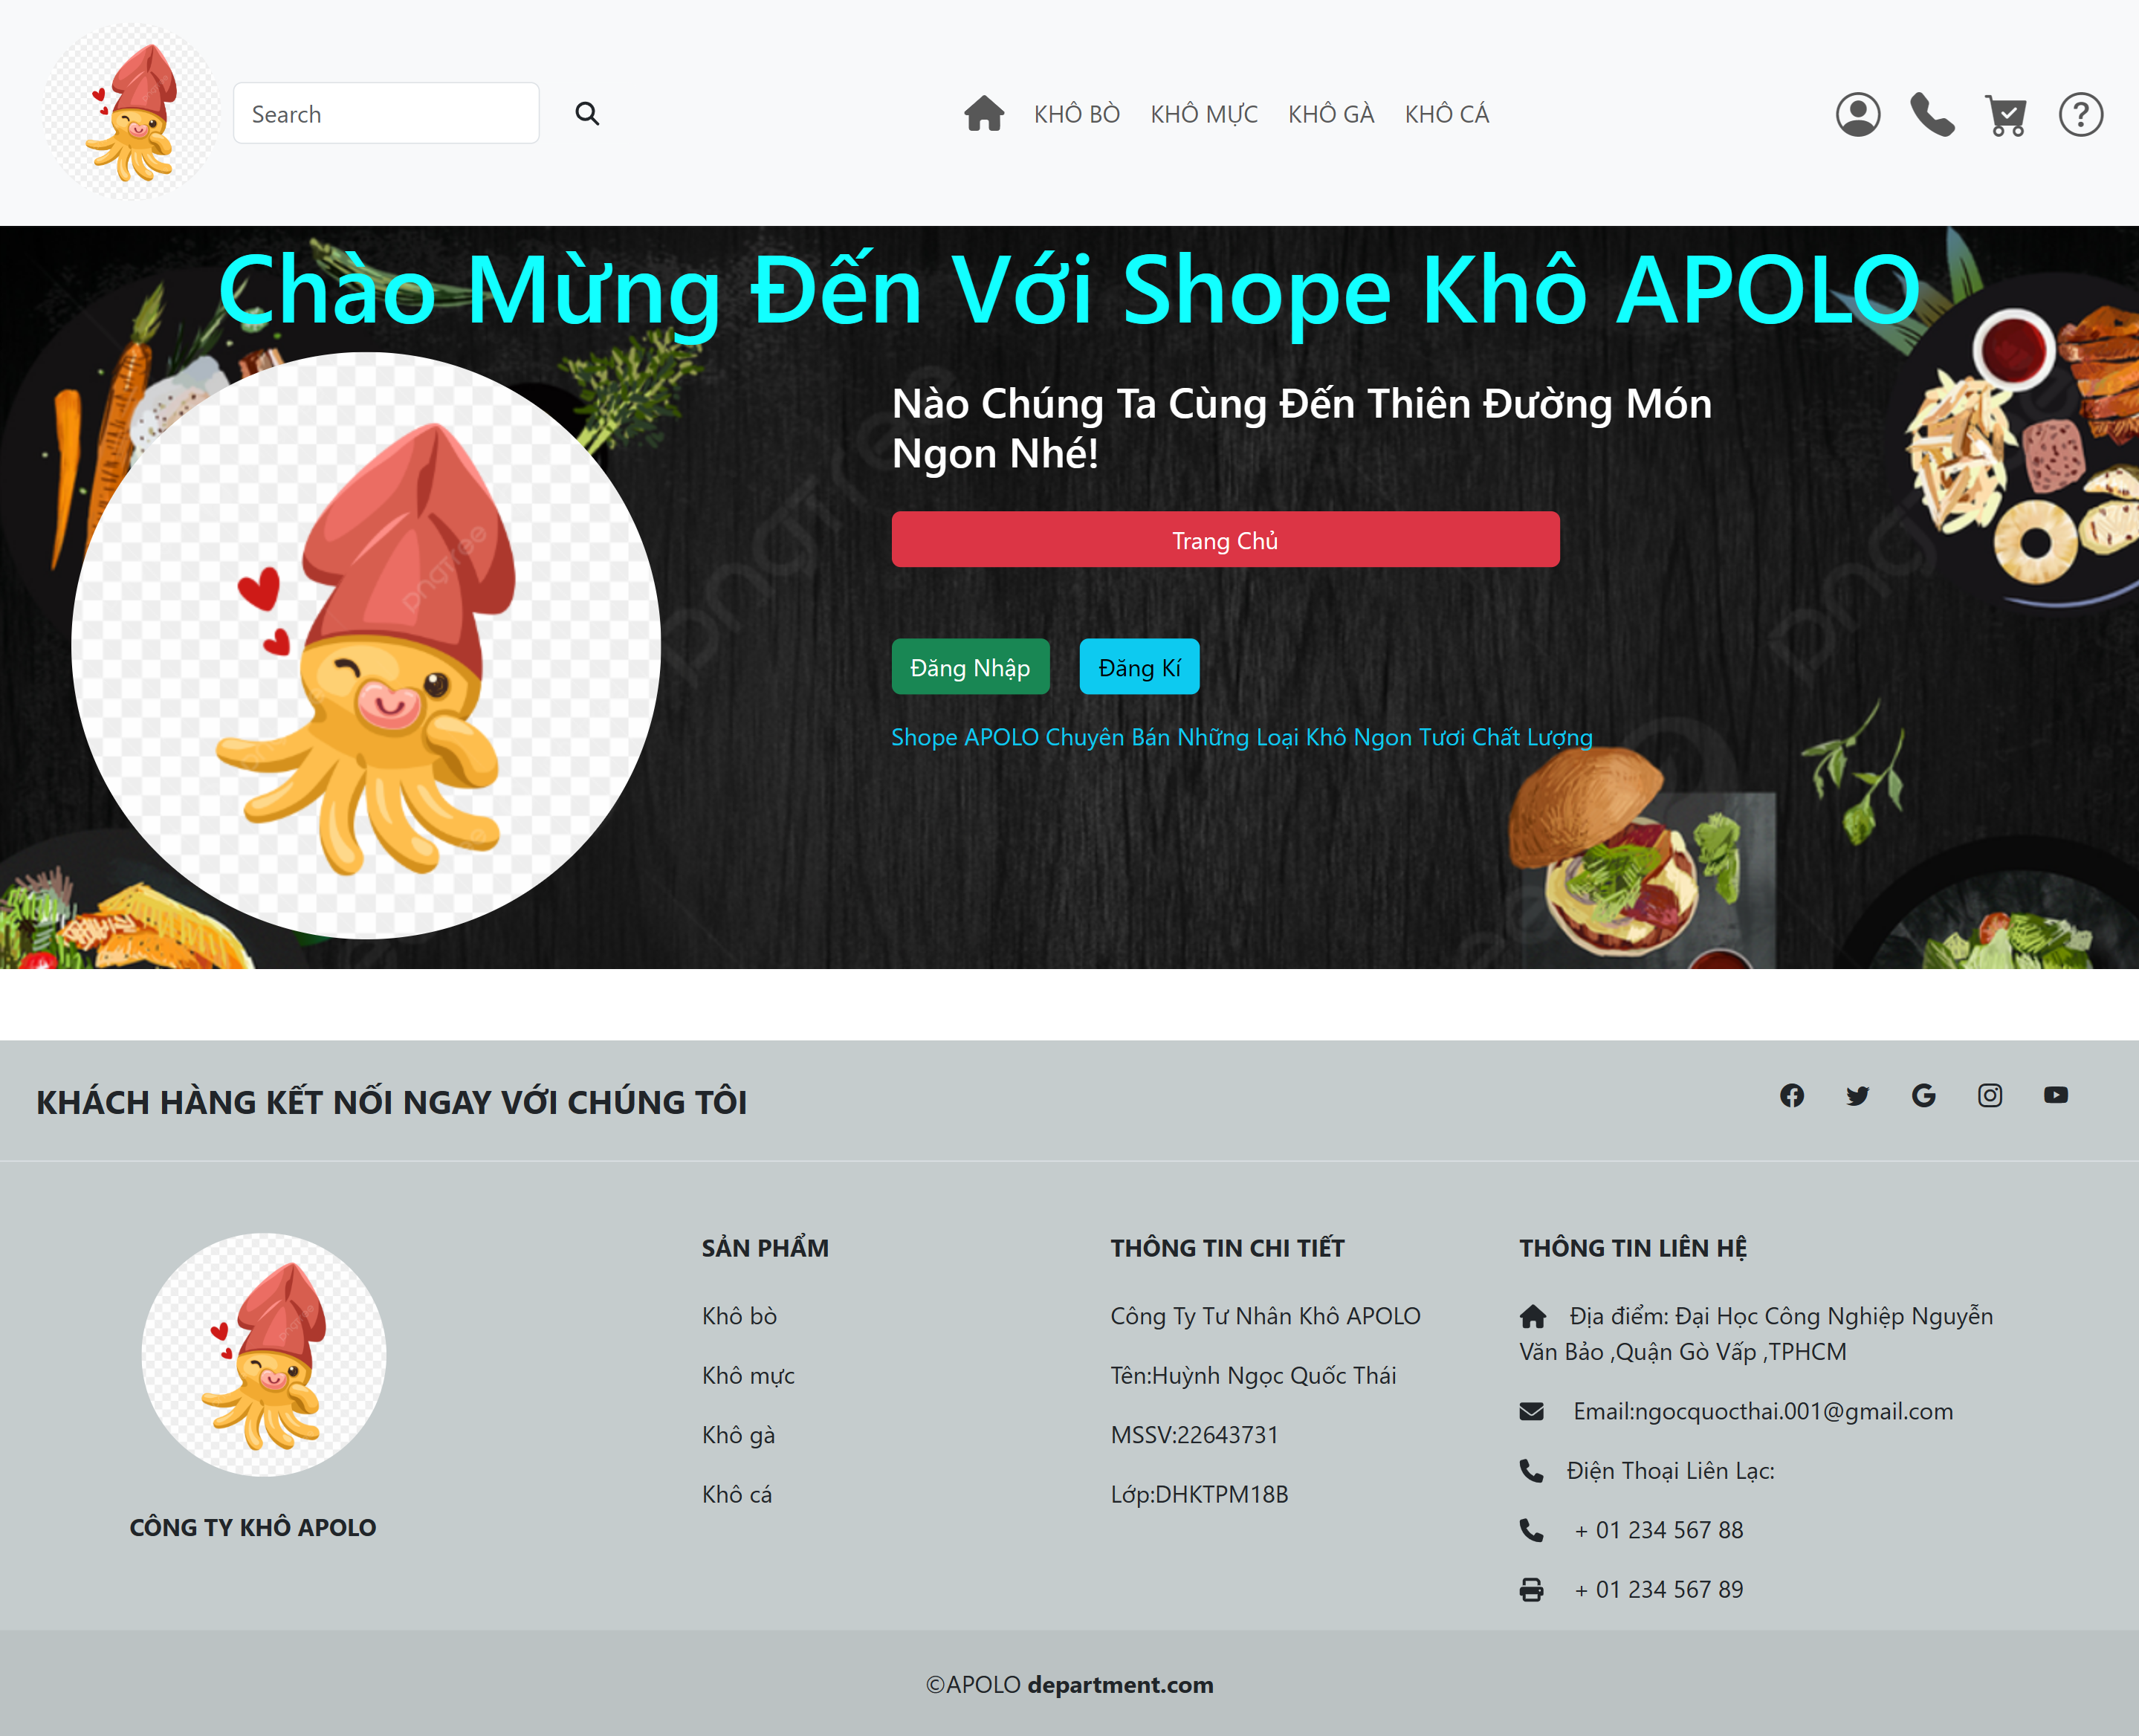 Search
KHÔ BÒ KHÔ MỰC KHÔ GÀ KHÔ CÁ
Chào Mừng Đến Với Shope Khô APOLO
Nào Chúng Ta Cùng Đến Thiên Đường Món
Ngon Nhé!
Trang Chủ
Đăng Nhập Đăng Kí
Shope APOLO Chuyên Bán Những Loại Khô Ngon Tươi Chất Lượng
pngtree
pngtree
KHÁCH HÀNG KẾT NỐI NGAY VỚI CHÚNG TÔI
CÔNG TY KHÔ APOLO
SẢN PHẨM
Khô bò
Khô mực
Khô gà
Khô cá
THÔNG TIN CHI TIẾT
Công Ty Tư Nhân Khô APOLO
Tên:Huỳnh Ngọc Quốc Thái
MSSV:22643731
Lớp:DHKTPM18B
THÔNG TIN LIÊN HỆ
Địa điểm: Đại Học Công Nghiệp Nguyễn
Văn Bảo ,Quận Gò Vấp ,TPHCM
Email:ngocquocthai.001@gmail.com
Điện Thoại Liên Lạc:
+ 01 234 567 88
+ 01 234 567 89
©APOLO department.com